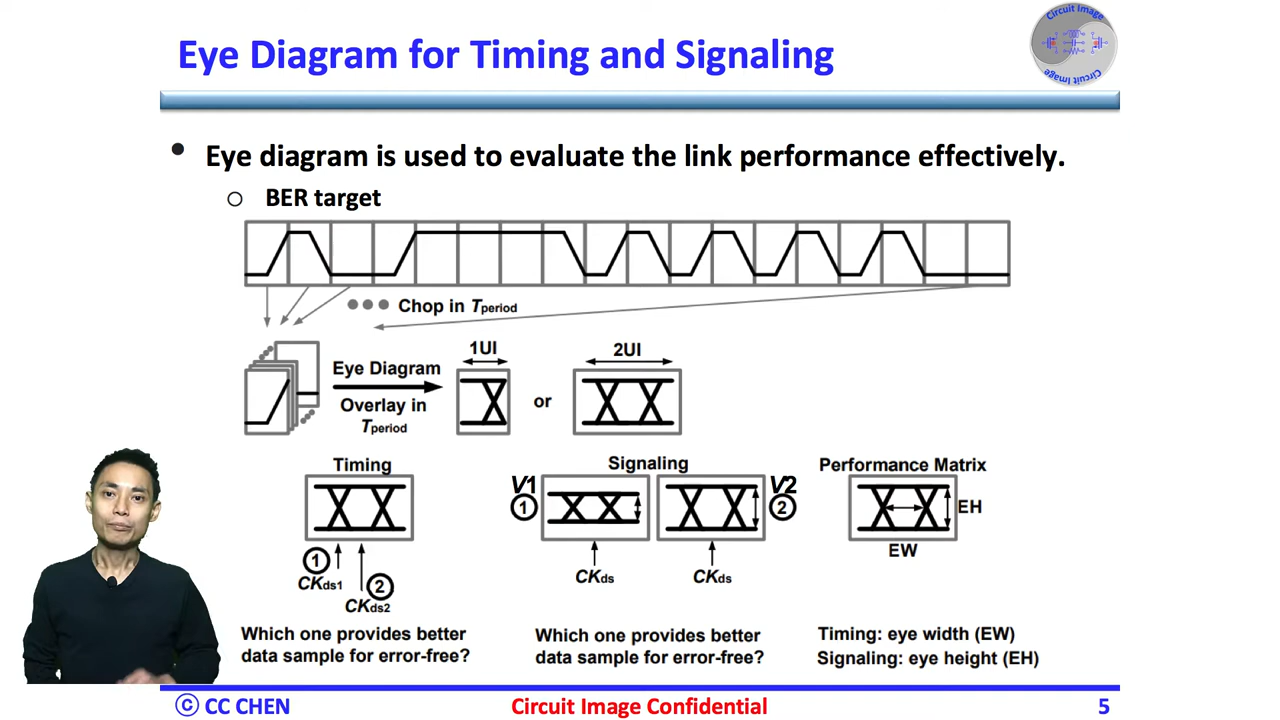 Circuit Image
Circuit Image
Eye Diagram for Timing and Signaling
• Eye diagram is used to evaluate the link performance effectively.
o BER target
Chop in Tperiod
1UI
2UI
Eye Diagram
Overlay in
Tperiod
or
Timing
Signaling
Performance Matrix
V1
1
V2
2
EH
EW
1
CKds1
2
CKds2
CKds
CKds
Which one provides better
data sample for error-free?
Which one provides better
data sample for error-free?
Timing: eye width (EW)
Signaling: eye height (EH)
© CC CHEN
Circuit Image Confidential
5